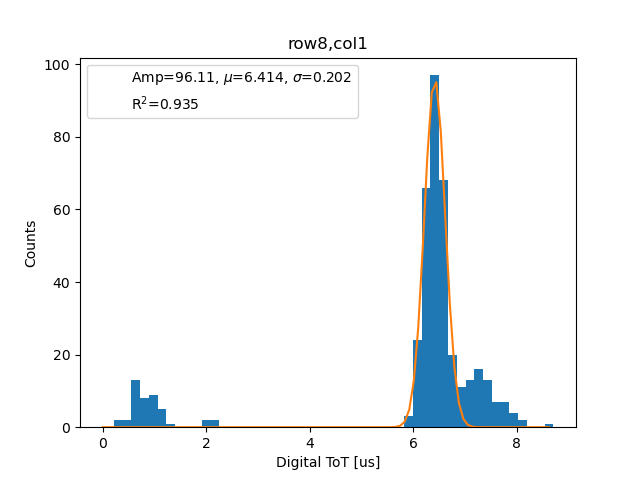 row8,col1
Amp=96.11, μ=6.414, σ=0.202
R²=0.935
Counts
100
80
60
40
20
0
0 2 4 6 8
Digital ToT [us]